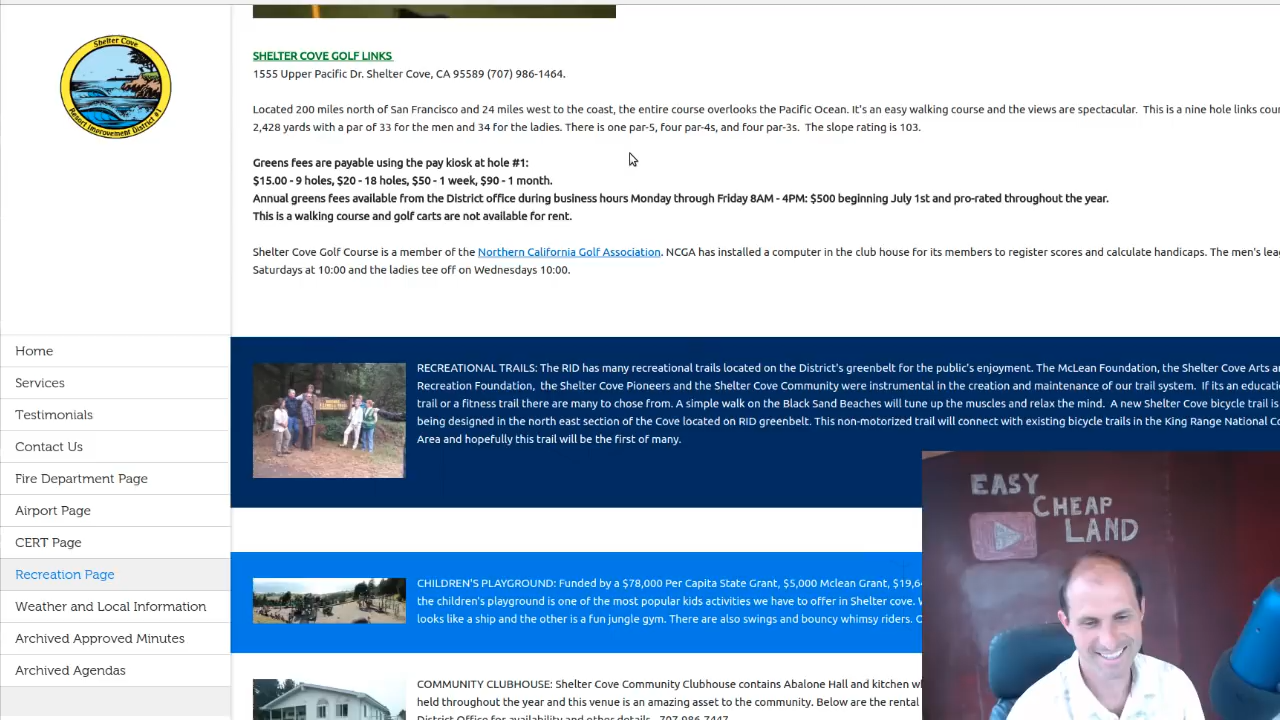 Shelter Cove
Resort Improvement District #1
SHELTER COVE GOLF LINKS
1555 Upper Pacific Dr. Shelter Cove, CA 95589 (707) 986-1464.
Located 200 miles north of San Francisco and 24 miles west to the coast, the entire course overlooks the Pacific Ocean. It's an easy walking course and the views are spectacular. This is a nine hole links
2,428 yards with a par of 33 for the men and 34 for the ladies. There is one par-5, four par-4s, and four par-3s. The slope rating is 103.
Greens fees are payable using the pay kiosk at hole #1:
$15.00 - 9 holes, $20 - 18 holes, $50 - 1 week, $90 - 1 month.
Annual greens fees available from the District office during business hours Monday through Friday 8AM - 4PM: $500 beginning July 1st and pro-rated throughout the year.
This is a walking course and golf carts are not available for rent.
Shelter Cove Golf Course is a member of the Northern California Golf Association. NCGA has installed a computer in the club house for its members to register scores and calculate handicaps. The men's
Saturdays at 10:00 and the ladies tee off on Wednesdays 10:00.
Home
Services
Testimonials
Contact Us
Fire Department Page
Airport Page
CERT Page
Recreation Page
Weather and Local Information
Archived Approved Minutes
Archived Agendas
RECREATIONAL TRAILS: The RID has many recreational trails located on the District's greenbelt for the public's enjoyment. The McLean Foundation, the Shelter Cove Arts
Recreation Foundation, the Shelter Cove Pioneers and the Shelter Cove Community were instrumental in the creation and maintenance of our trail system. If its an
trail or a fitness trail there are many to chose from. A simple walk on the Black Sand Beaches will tune up the muscles and relax the mind. A new Shelter Cove bicycle trail is
being designed in the north east section of the Cove located on RID greenbelt. This non-motorized trail will connect with existing bicycle trails in the King Range National
Area and hopefully this trail will be the first of many.
CHILDREN'S PLAYGROUND: Funded by a $78,000 Per Capita State Grant, $5,000 Mclean Grant,
the children's playground is one of the most popular kids activities we have to offer in Shelter cove.
looks like a ship and the other is a fun jungle gym. There are also swings and bouncy whimsy riders.
COMMUNITY CLUBHOUSE: Shelter Cove Community Clubhouse contains Abalone Hall and kitchen
held throughout the year and this venue is an amazing asset to the community. Below are the rental
District Office for availability and other details - 707-986-7447
EASY
CHEAP
LAND